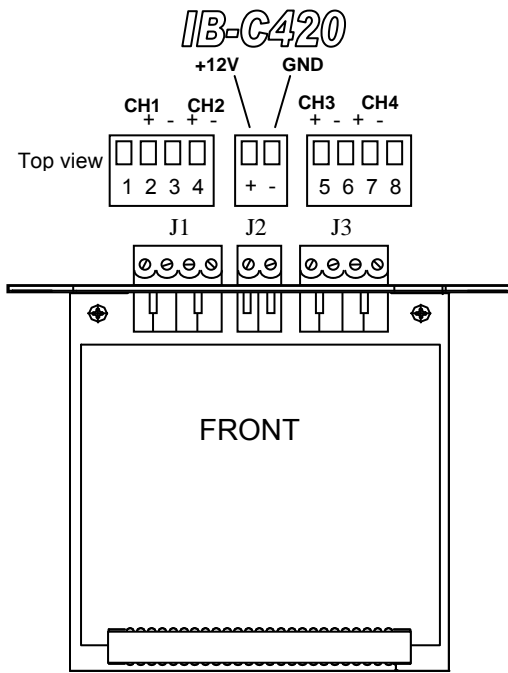 IB-C420
+12V GND
CH1 CH2 CH3 CH4
+ - + - + - + -
Top view
1 2 3 4 + - 5 6 7 8
J1 J2 J3
FRONT